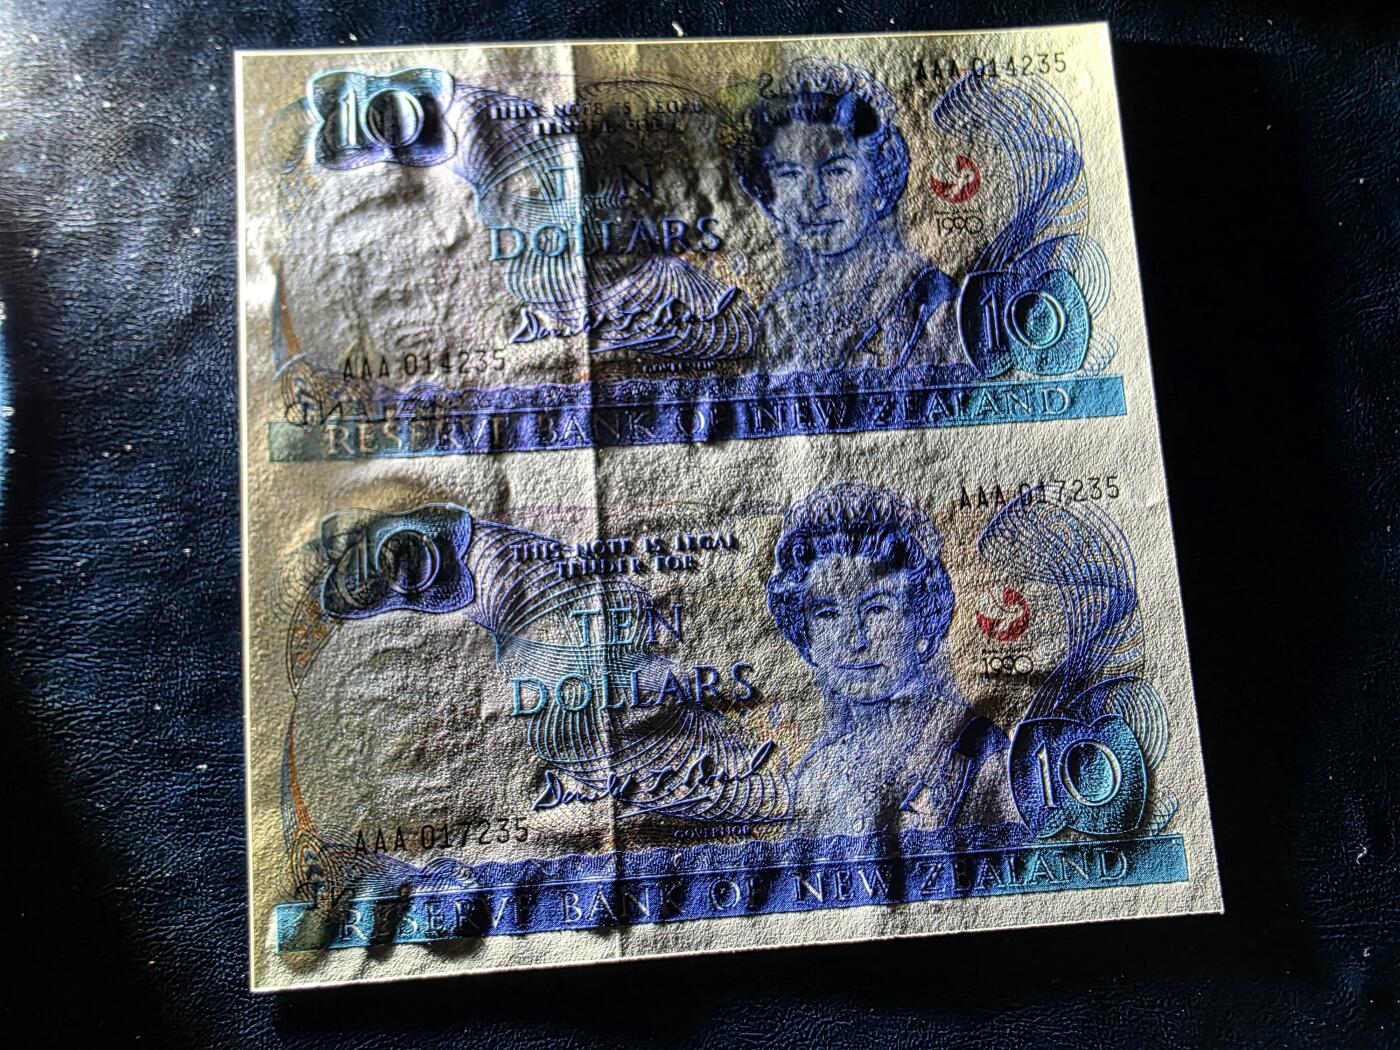 10
THIS NOTE IS LEGAL
TENDER FOR
AAA 014235
TEN
DOLLARS
1990
10
AAA 014235
GOVERNOR
RESERVE BANK OF NEW ZEALAND
10
THIS NOTE IS LEGAL
TENDER FOR
AAA 017235
TEN
DOLLARS
1990
10
AAA 017235
GOVERNOR
RESERVE BANK OF NEW ZEALAND